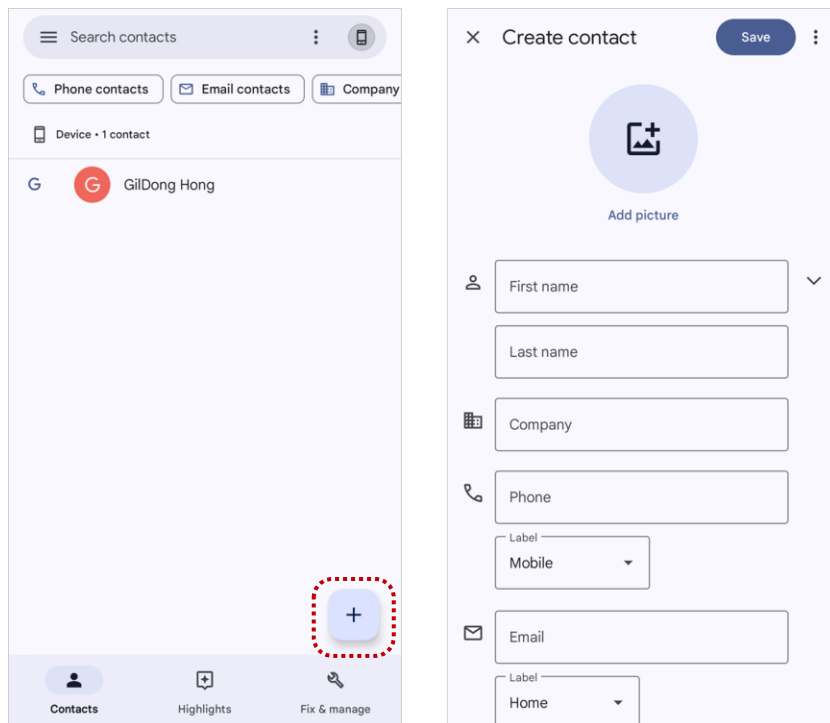 Search contacts
Phone contacts
Email contacts
Company
Device • 1 contact
G
G
GilDong Hong
Contacts
Highlights
Fix & manage
Create contact
Save
Add picture
First name
Last name
Company
Phone
Label
Mobile
Email
Label
Home